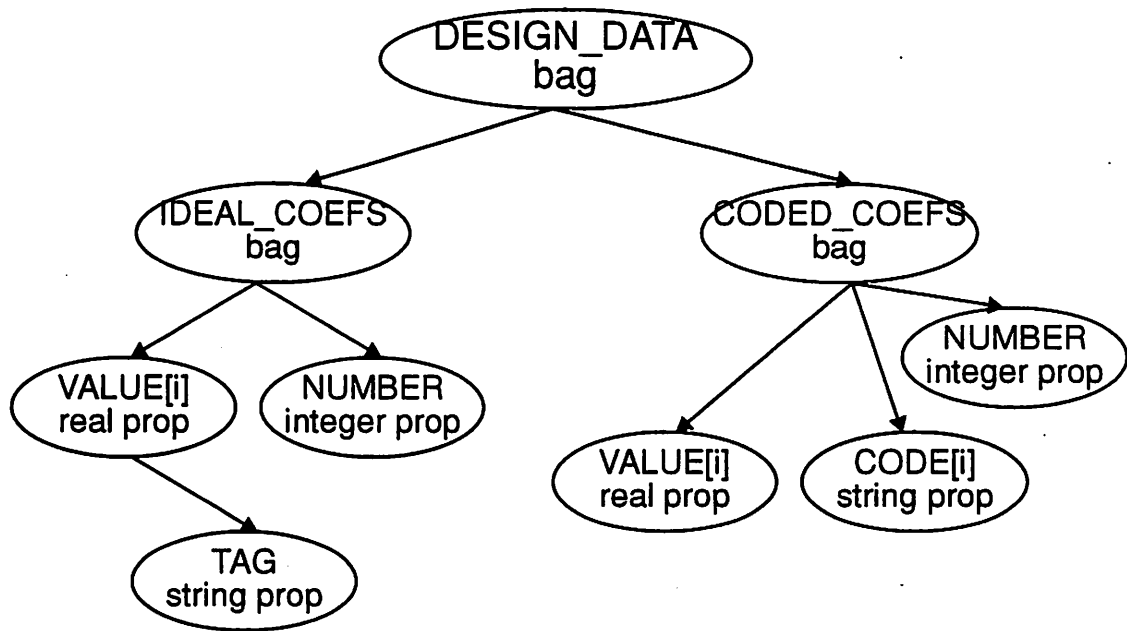 DESIGN_DATA
bag
IDEAL_COEFS
bag
CODED_COEFS
bag
VALUE[i]
real prop
NUMBER
integer prop
NUMBER
integer prop
VALUE[i]
real prop
CODE[i]
string prop
TAG
string prop